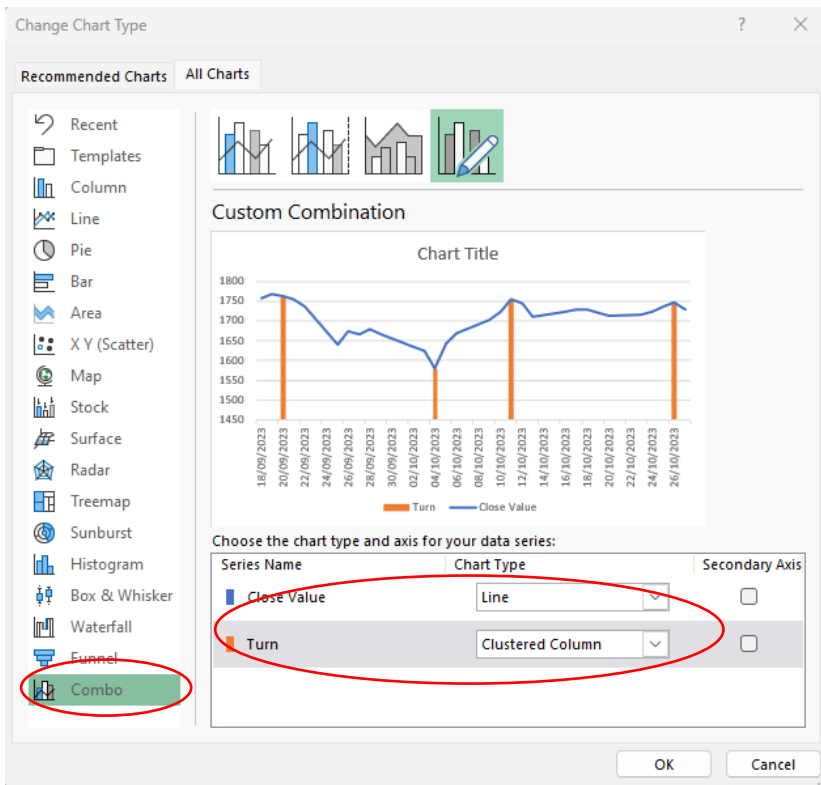 Change Chart Type
?
Recommended Charts
All Charts
Recent
Templates
Column
Line
Pie
Bar
Area
X Y (Scatter)
Map
Stock
Surface
Radar
Treemap
Sunburst
Histogram
Box & Whisker
Waterfall
Funnel
Combo
Custom Combination
Chart Title
1800
1750
1700
1650
1600
1550
1500
1450
18/09/2023
20/09/2023
22/09/2023
24/09/2023
26/09/2023
28/09/2023
30/09/2023
02/10/2023
04/10/2023
06/10/2023
08/10/2023
10/10/2023
12/10/2023
14/10/2023
16/10/2023
18/10/2023
20/10/2023
22/10/2023
24/10/2023
26/10/2023
Turn Close Value
Choose the chart type and axis for your data series:
Series Name Chart Type Secondary Axis
Close Value Line
Turn Clustered Column
OK Cancel